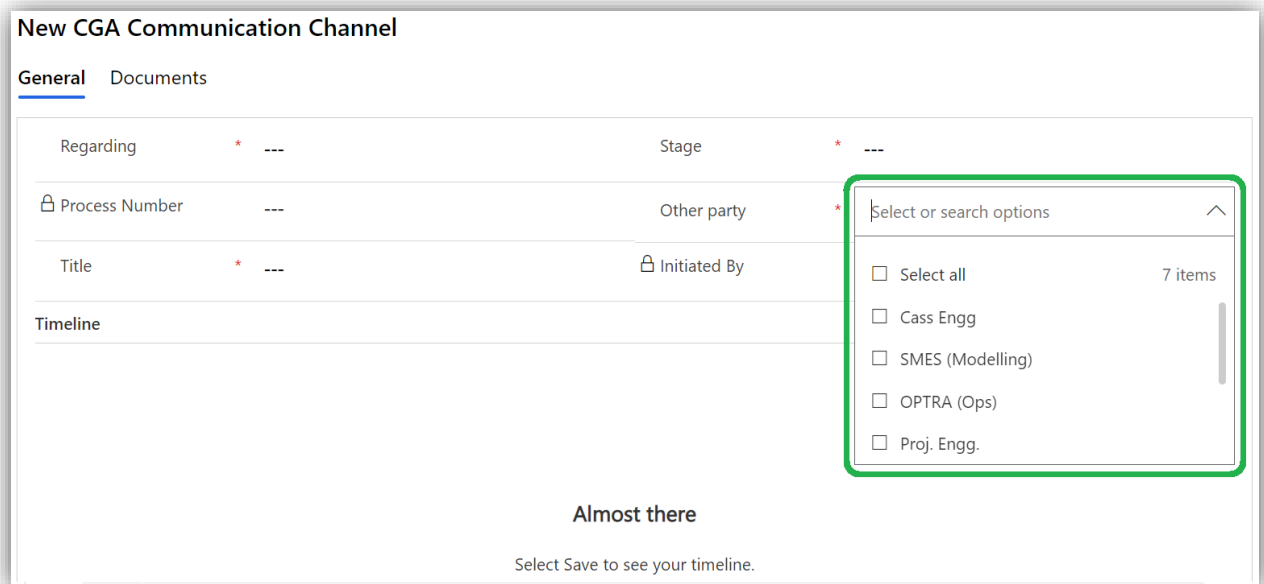 New CGA Communication Channel
General Documents
Regarding * --- Stage * ---
Process Number --- Other party * Select or search options
Title * --- Initiated By
Select all 7 items
Cass Engg
SMES (Modelling)
OPTRA (Ops)
Proj. Engg.
Timeline
Almost there
Select Save to see your timeline.